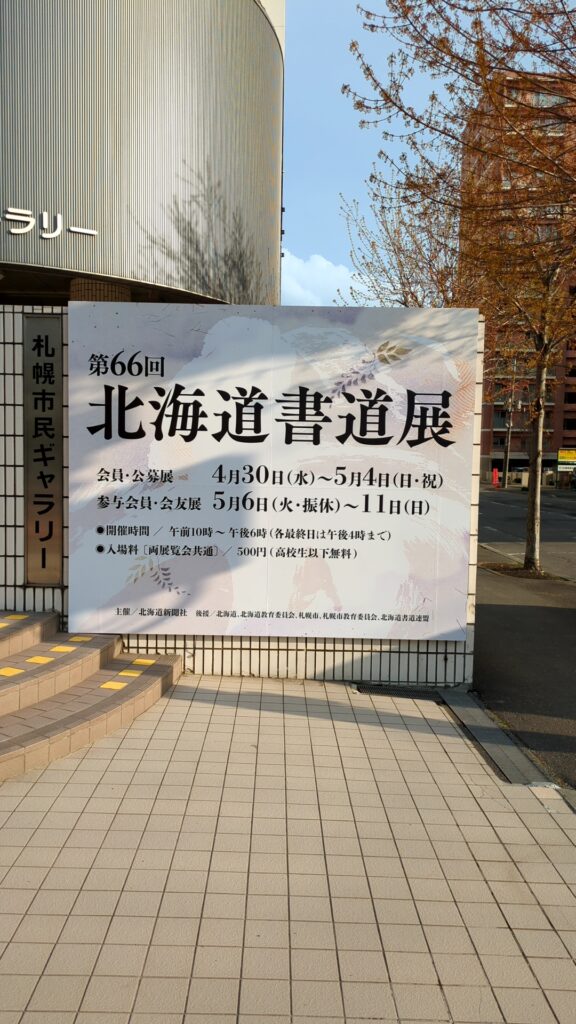 ラリー
札幌市民ギャラリー
第66回
北海道書道展
会員・公募展 4月30日(水)～5月4日(日・祝)
参与会員・会友展 5月6日(火・振休)～11日(日)
●開催時間 ／ 午前10時～午後6時(各最終日は午後4時まで)
●入場料［両展覧会共通］／ 500円(高校生以下無料)
主催／北海道新聞社 後援／北海道、北海道教育委員会、札幌市、札幌市教育委員会、北海道書道連盟